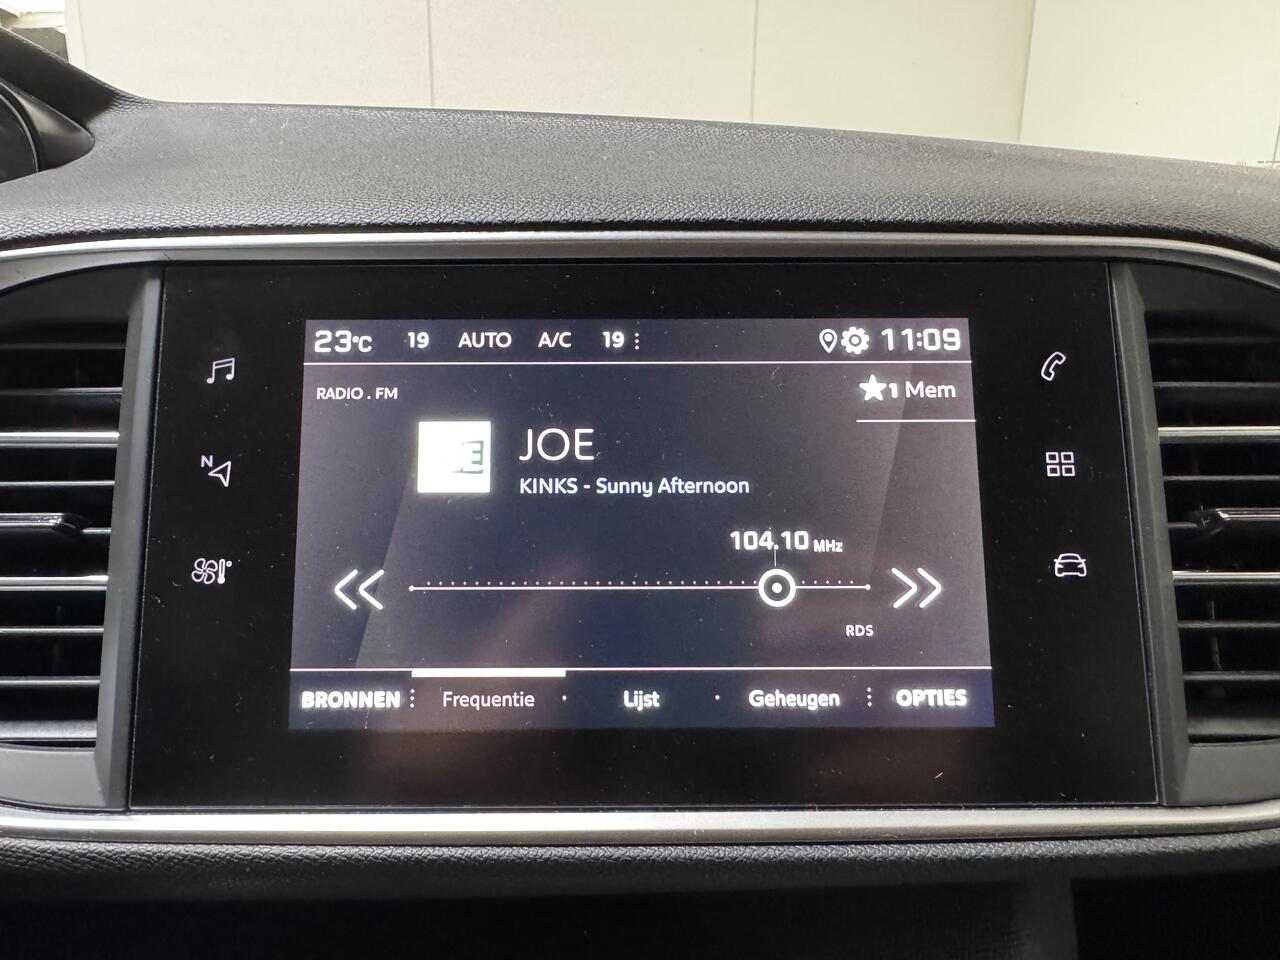 23°C 19 AUTO A/C 19 11:09
RADIO . FM
1 Mem
JOE
KINKS - Sunny Afternoon
104.10 MHz
RDS
BRONNEN Frequentie Lijst Geheugen OPTIES
N